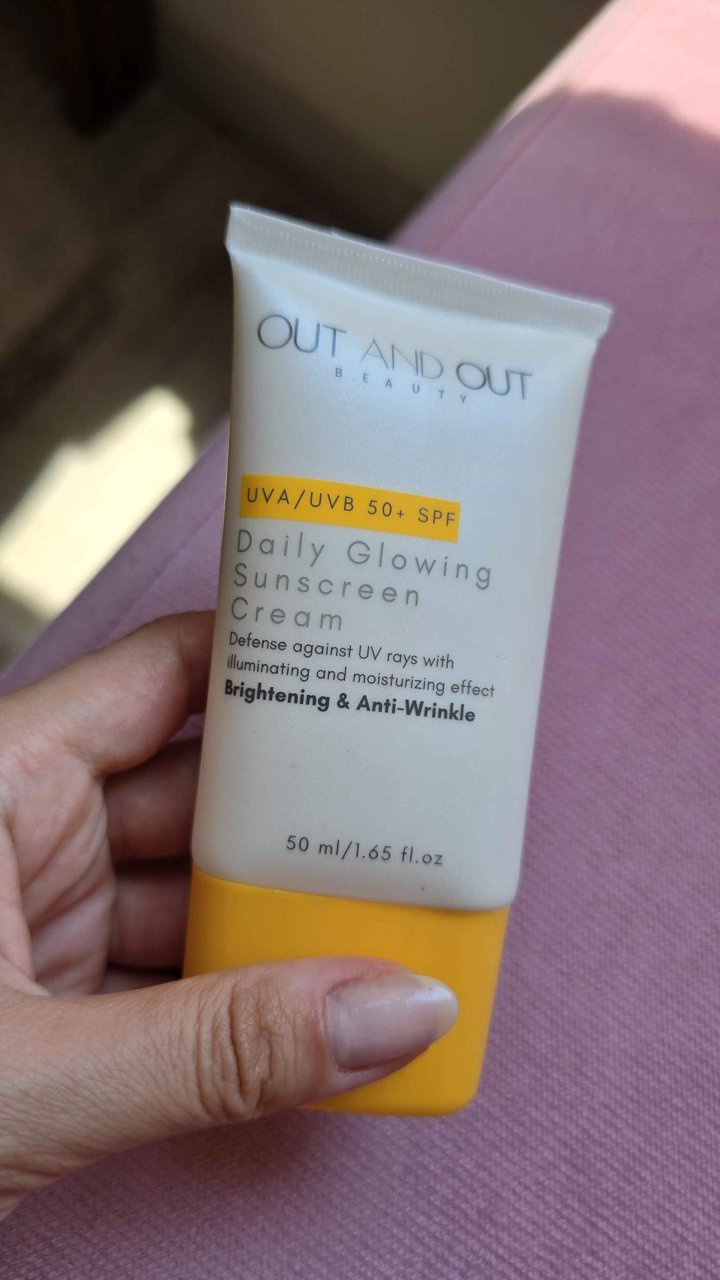 OUT AND OUT
BEAUTY
UVA/UVB 50+ SPF
Daily Glowing
Sunscreen
Cream
Defense against UV rays with
illuminating and moisturizing effect
Brightening & Anti-Wrinkle
50 ml/1.65 fl.oz